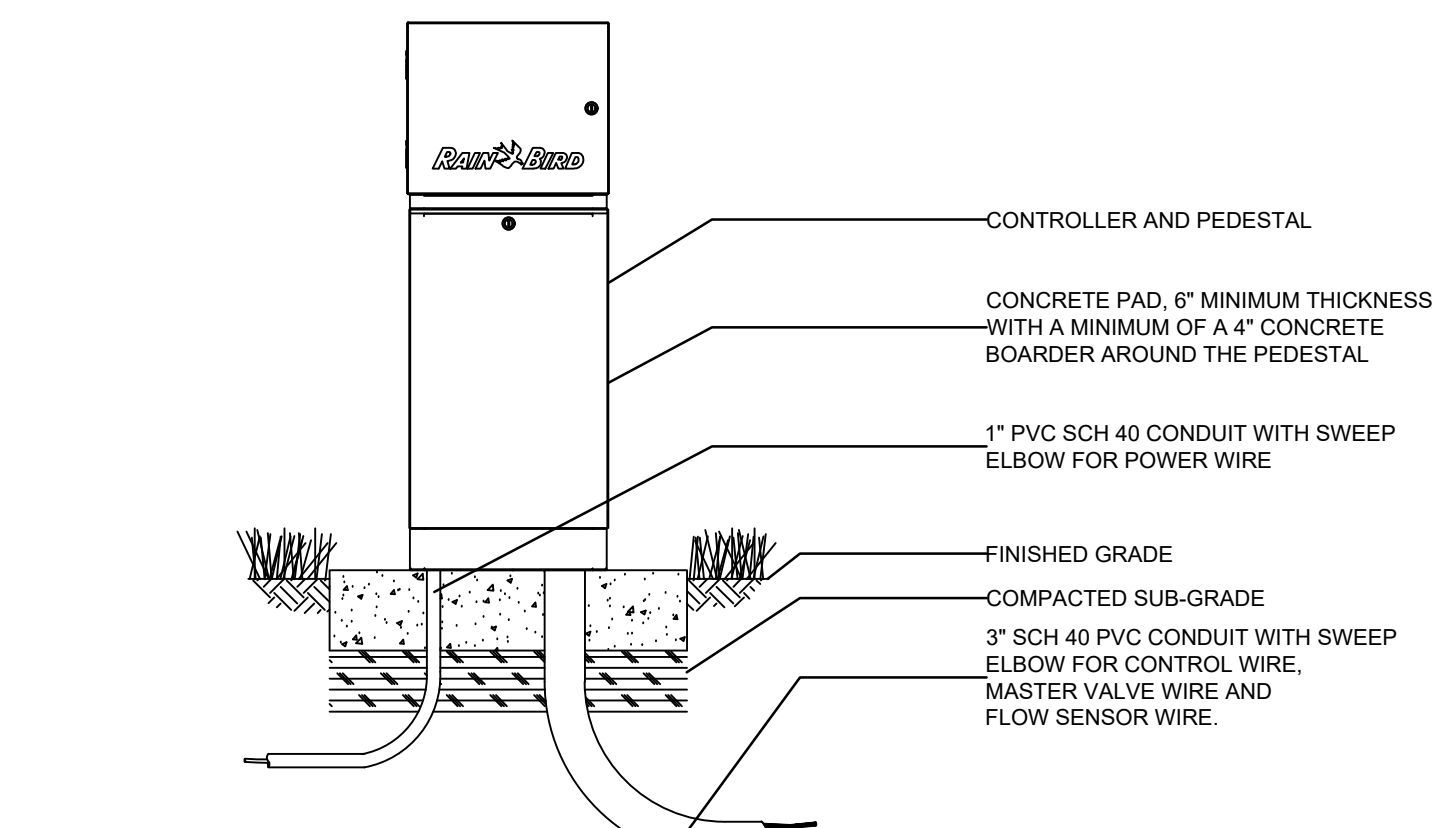 RAIN BIRD
CONTROLLER AND PEDESTAL
CONCRETE PAD, 6" MINIMUM THICKNESS
WITH A MINIMUM OF A 4" CONCRETE
BOARDER AROUND THE PEDESTAL
1" PVC SCH 40 CONDUIT WITH SWEEP
ELBOW FOR POWER WIRE
FINISHED GRADE
COMPACTED SUB-GRADE
3" SCH 40 PVC CONDUIT WITH SWEEP
ELBOW FOR CONTROL WIRE,
MASTER VALVE WIRE AND
FLOW SENSOR WIRE.